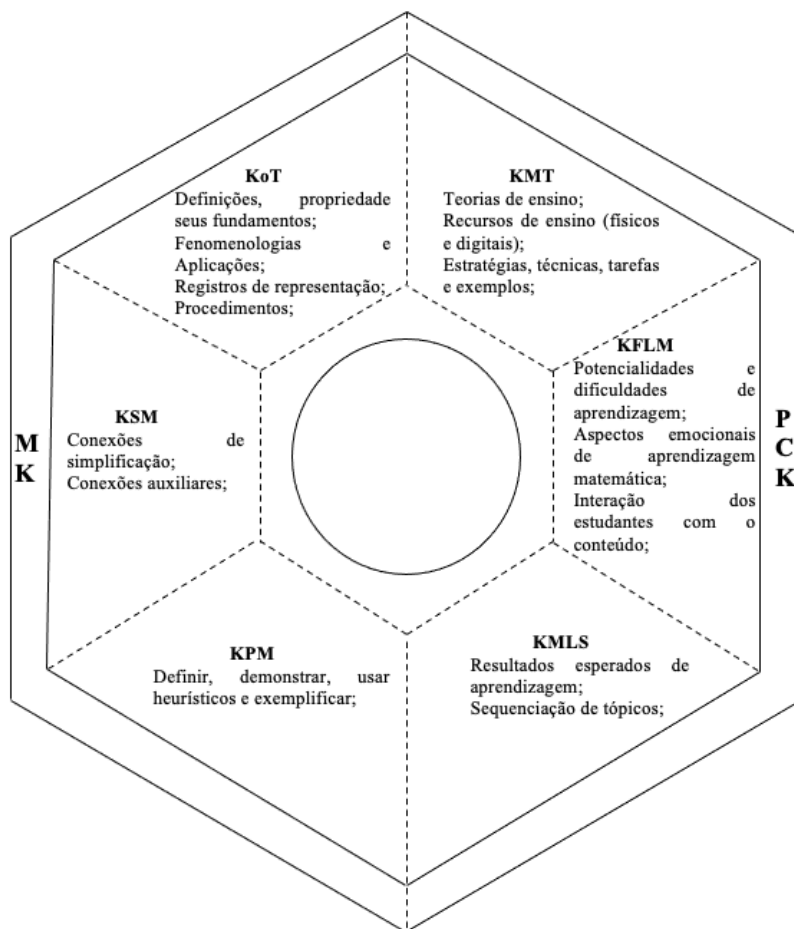 KoT
Definições, propriedade
seus fundamentos;
Fenomenologias e
Aplicações;
Registros de representação;
Procedimentos;
KMT
Teorias de ensino;
Recursos de ensino (físicos
e digitais);
Estratégias, técnicas, tarefas
e exemplos;
KFLM
Potencialidades e
dificuldades de
aprendizagem;
Aspectos emocionais
de aprendizagem
matemática;
Interação dos
estudantes com o
conteúdo;
M
K
KSM
Conexões de
simplificação;
Conexões auxiliares;
P
C
K
KPM
Definir, demonstrar, usar
heurísticos e exemplificar;
KMLS
Resultados esperados de
aprendizagem;
Sequenciação de tópicos;